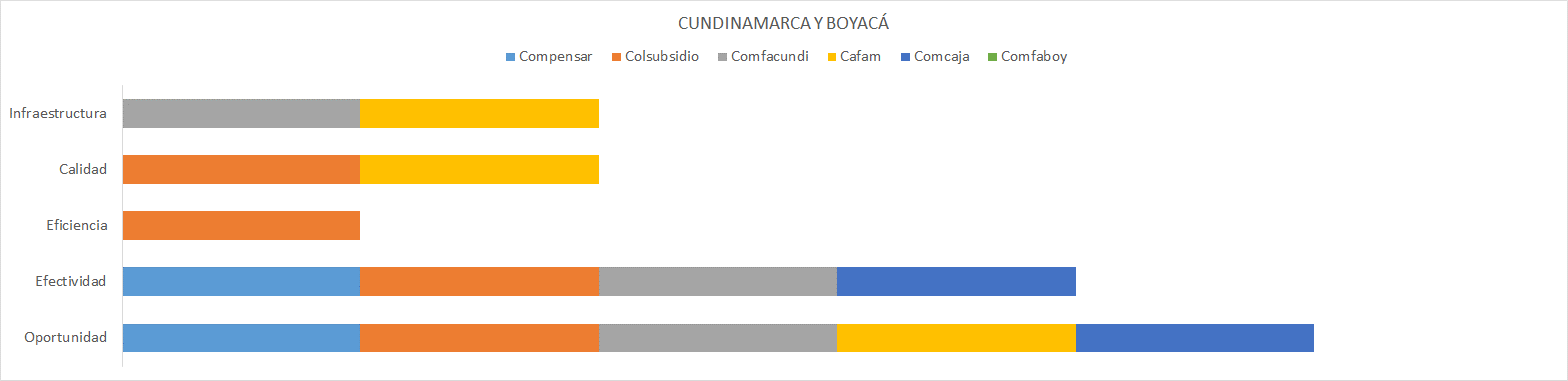 CUNDINAMARCA Y BOYACÁ
Compensar Colsubsidio Comfacundi Cafam Comcaja Comfaboy
Infraestructura
Calidad
Eficiencia
Efectividad
Oportunidad